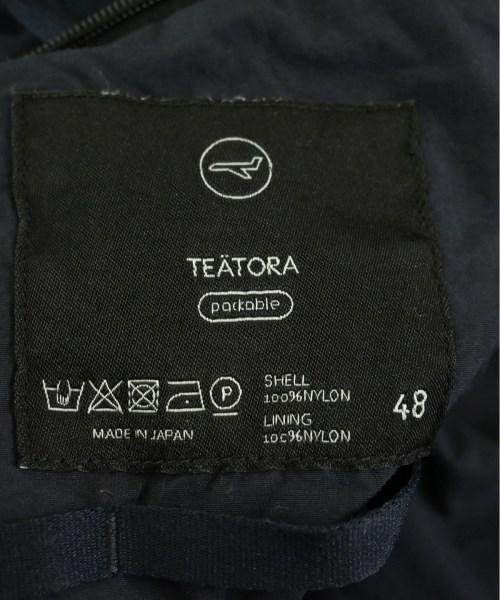 TEÄTORA
packable
P
SHELL
100%NYLON
LINING
100%NYLON
48
MADE IN JAPAN